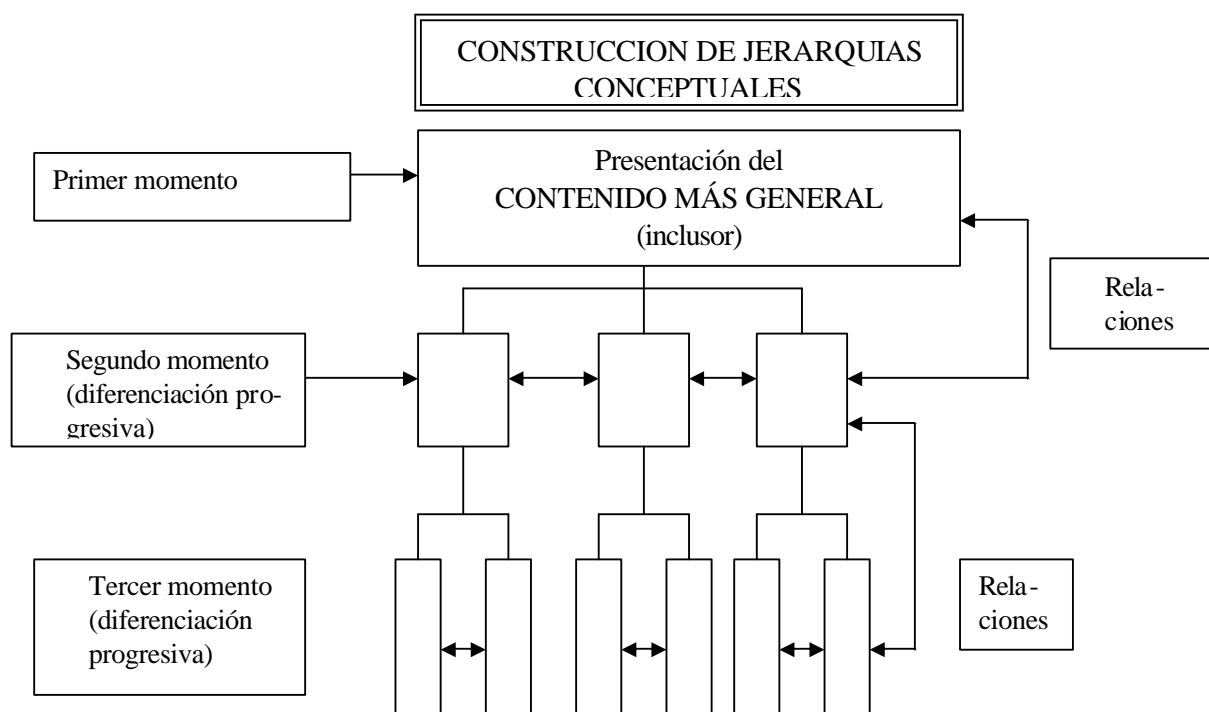 CONSTRUCCION DE JERARQUIAS
CONCEPTUALES
Primer momento
Presentación del
CONTENIDO MÁS GENERAL
(inclusor)
Rela-
ciones
Segundo momento
(diferenciación pro-
gresiva)
Tercer momento
(diferenciación
progresiva)
Rela-
ciones